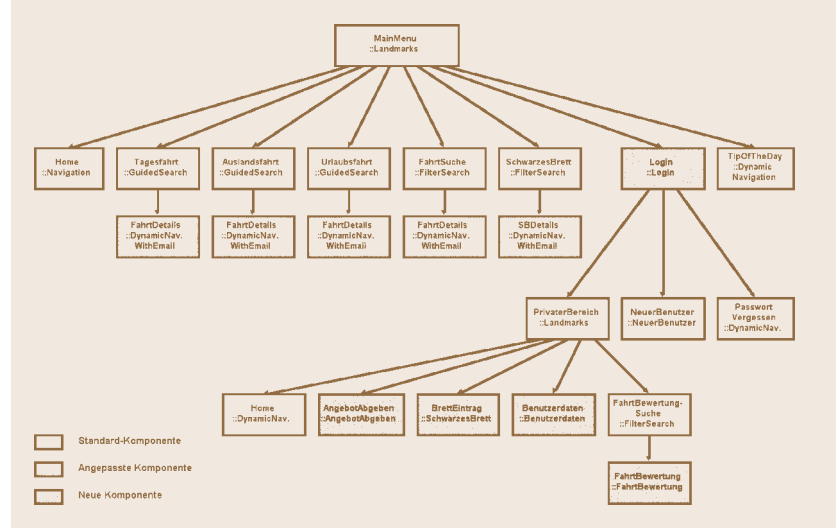 MainMenu
::Landmarks
Home
::Navigation
Tagesfahrt
::GuidedSearch
Auslandsfahrt
::GuidedSearch
Urlaubsfahrt
::GuidedSearch
FahrtSuche
::FilterSearch
SchwarzesBrett
::FilterSearch
Login
::Login
TipOfTheDay
::Dynamic
Navigation
FahrtDetails
::DynamicNav.
WithEmail
FahrtDetails
::DynamicNav.
WithEmail
FahrtDetails
::DynamicNav.
WithEmail
FahrtDetails
::DynamicNav.
WithEmail
SBDetails
::DynamicNav.
WithEmail
PrivaterBereich
::Landmarks
NeuerBenutzer
::NeuerBenutzer
Passwort
Vergessen
::DynamicNav.
Home
::DynamicNav.
AngebotAbgeben
::AngebotAbgeben
BrettEintrag
::SchwarzesBrett
Benutzerdaten
::Benutzerdaten
FahrtBewertung-
Suche
::FilterSearch
FahrtBewertung
::FahrtBewertung
Standard-Komponente
Angepasste Komponente
Neue Komponente